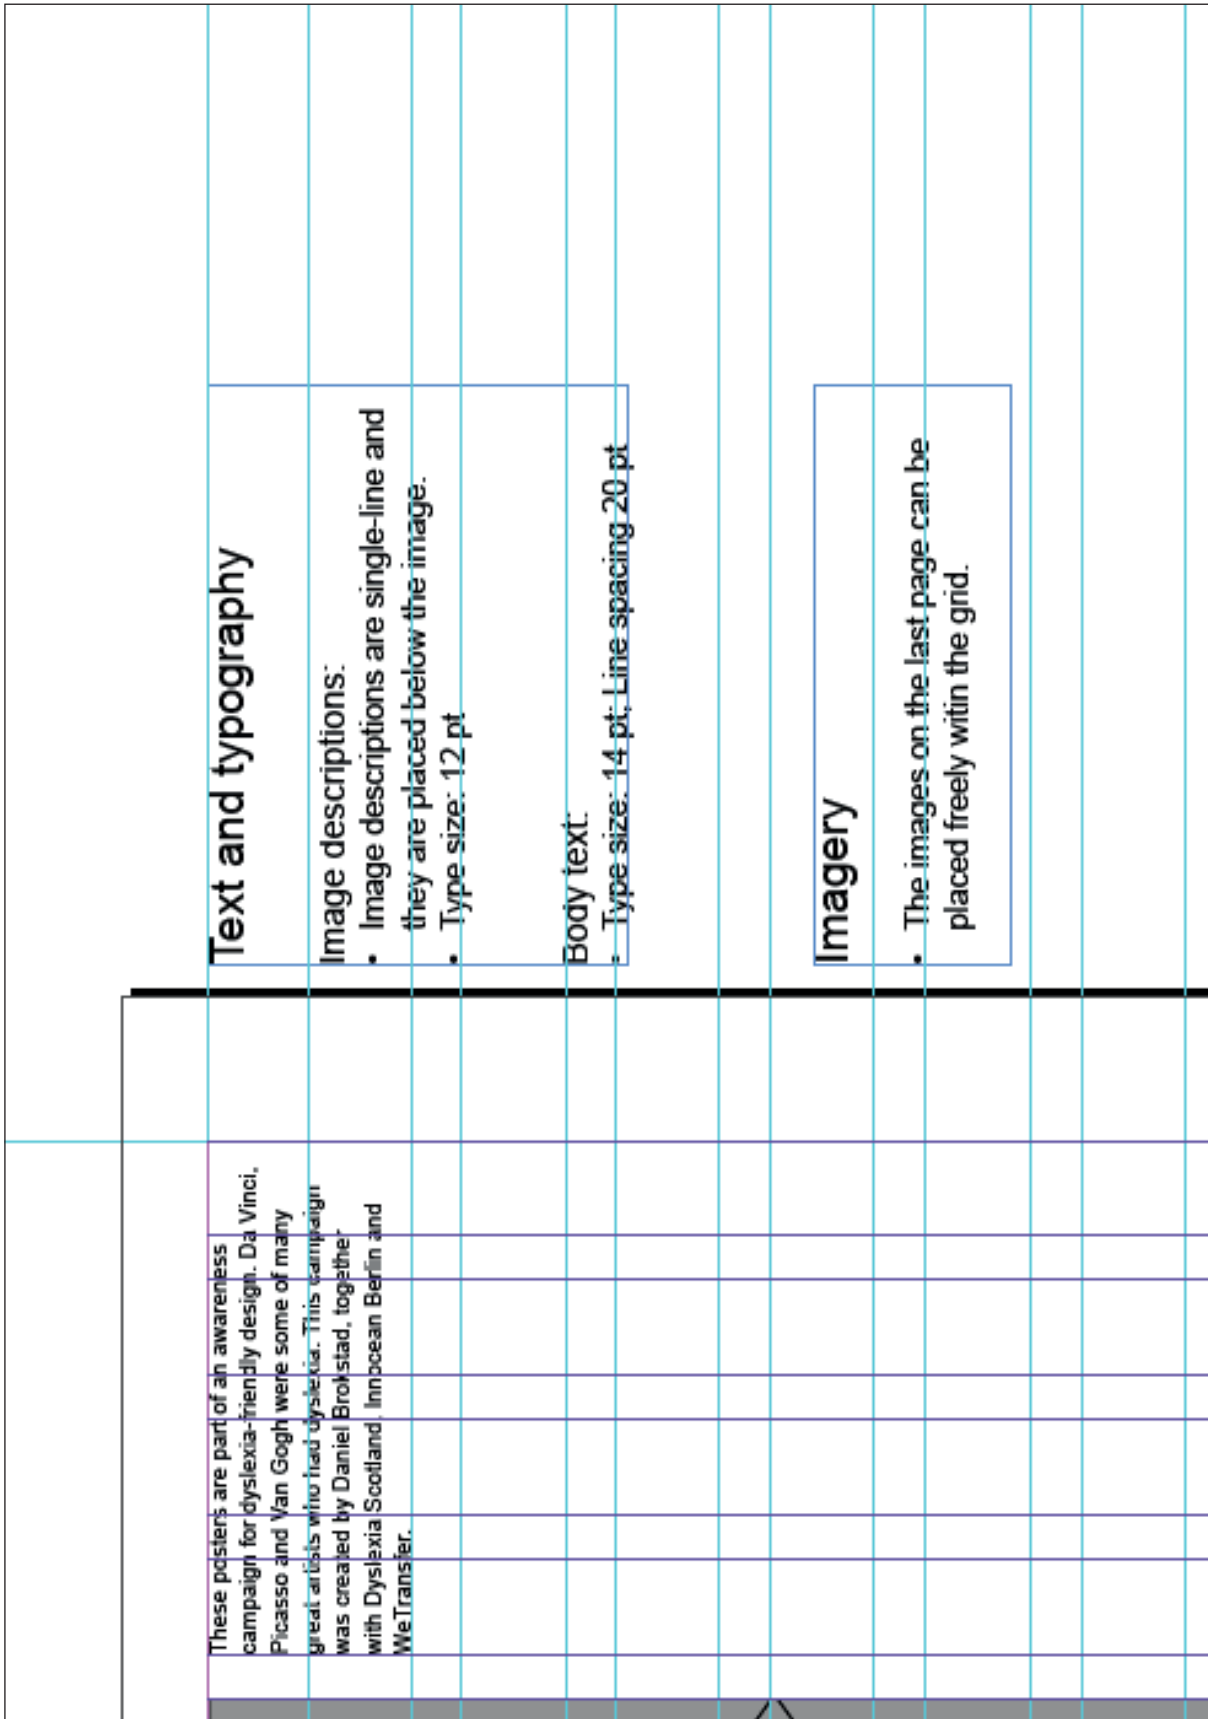 Text and typography
Image descriptions:
• Image descriptions are single-line and
they are placed below the image.
• Type size: 12 pt
Body text:
• Type size: 14 pt; Line spacing 20 pt
Imagery
• The images on the last page can be
placed freely witin the grid.
These posters are part of an awareness
campaign for dyslexia-friendly design. Da Vinci,
Picasso and Van Gogh were some of many
great artists who had dyslexia. This campaign
was created by Daniel Brokstad, together
with Dyslexia Scotland, Innocean Berlin and
WeTransfer.